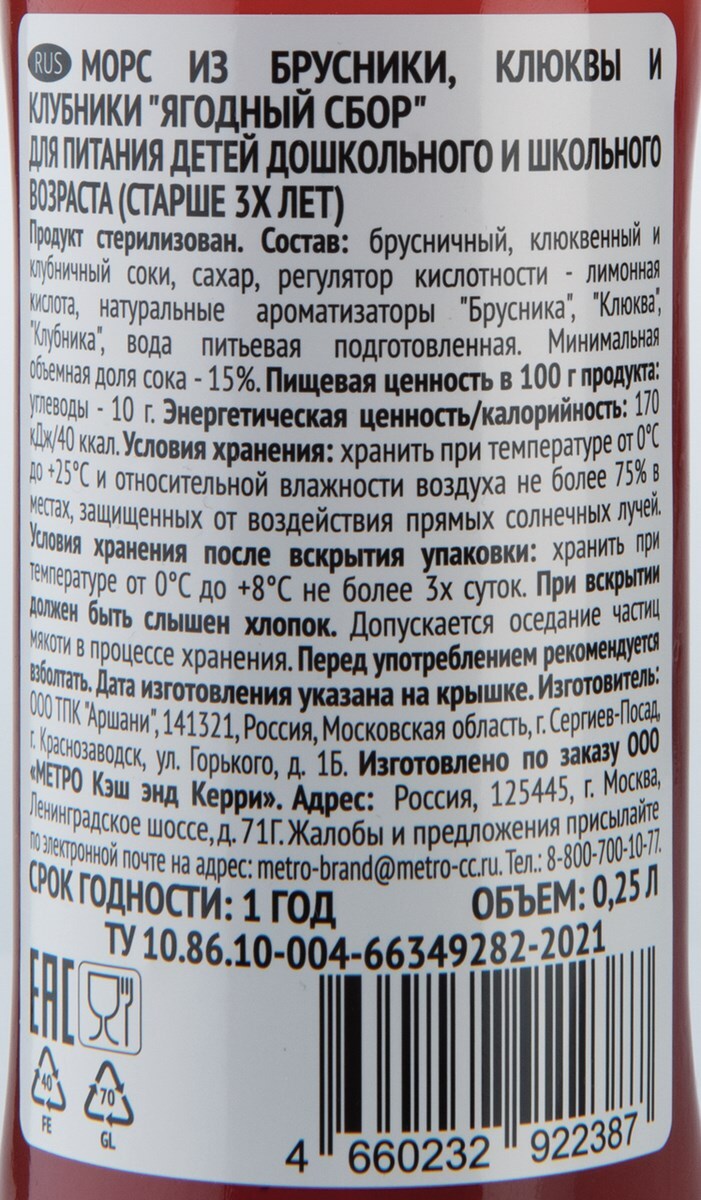 RUS МОРС ИЗ БРУСНИКИ, КЛЮКВЫ И
КЛУБНИКИ "ЯГОДНЫЙ СБОР"
ДЛЯ ПИТАНИЯ ДЕТЕЙ ДОШКОЛЬНОГО И ШКОЛЬНОГО
ВОЗРАСТА (СТАРШЕ 3Х ЛЕТ)
Продукт стерилизован. Состав: брусничный, клюквенный и
клубничный соки, сахар, регулятор кислотности - лимонная
кислота, натуральные ароматизаторы "Брусника", "Клюква",
"Клубника", вода питьевая подготовленная. Минимальная
объемная доля сока - 15%. Пищевая ценность в 100 г продукта:
углеводы - 10 г. Энергетическая ценность/калорийность: 170
кДж/40 ккал. Условия хранения: хранить при температуре от 0°С
до +25°С и относительной влажности воздуха не более 75% в
местах, защищенных от воздействия прямых солнечных лучей.
Условия хранения после вскрытия упаковки: хранить при
температуре от 0°С до +8°С не более 3х суток. При вскрытии
должен быть слышен хлопок. Допускается оседание частиц
мякоти в процессе хранения. Перед употреблением рекомендуется
взболтать. Дата изготовления указана на крышке. Изготовитель:
ООО ТПК "Аршани", 141321, Россия, Московская область, г. Сергиев-Посад,
г. Краснозаводск, ул. Горького, д. 1Б. Изготовлено по заказу ООО
«МЕТРО Кэш энд Керри». Адрес: Россия, 125445, г. Москва,
Ленинградское шоссе, д. 71Г. Жалобы и предложения присылайте
по электронной почте на адрес: metro-brand@metro-cc.ru. Тел.: 8-800-700-10-77.
СРОК ГОДНОСТИ: 1 ГОД ОБЪЕМ: 0,25 Л
ТУ 10.86.10-004-66349282-2021
EAC
40 70
FE GL
4 660232 922387